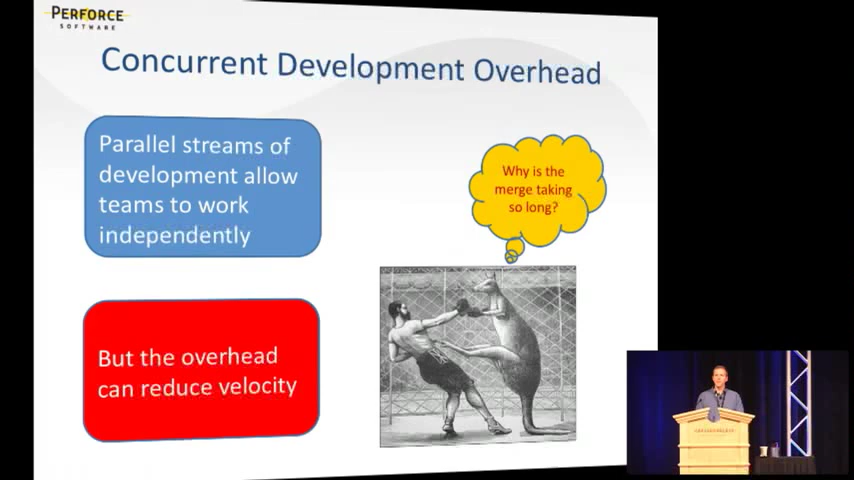 PERFORCE
SOFTWARE
Concurrent Development Overhead
Parallel streams of
development allow
teams to work
independently
Why is the
merge taking
so long?
But the overhead
can reduce velocity